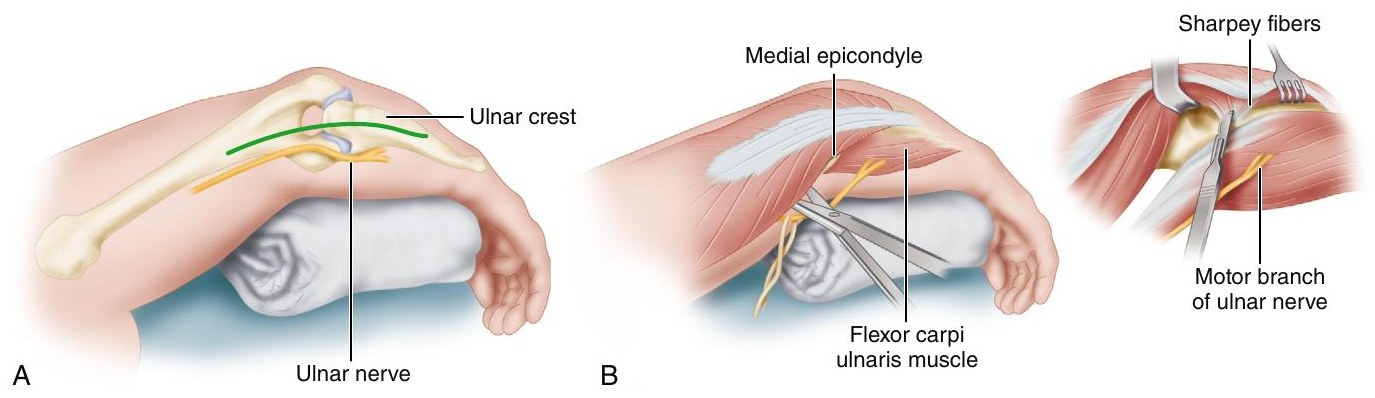 Ulnar crest
Ulnar nerve
A
Medial epicondyle
Flexor carpi
ulnaris muscle
B
Sharpey fibers
Motor branch
of ulnar nerve